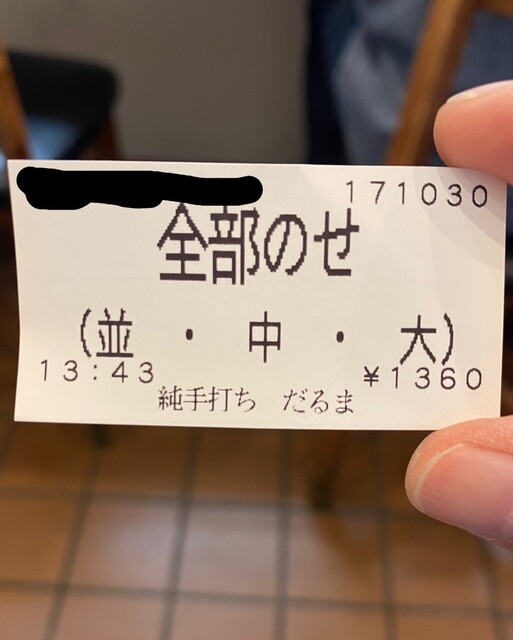 171030
全部のせ
(並・中・大)
13:43 ¥1360
純手打ち だるま